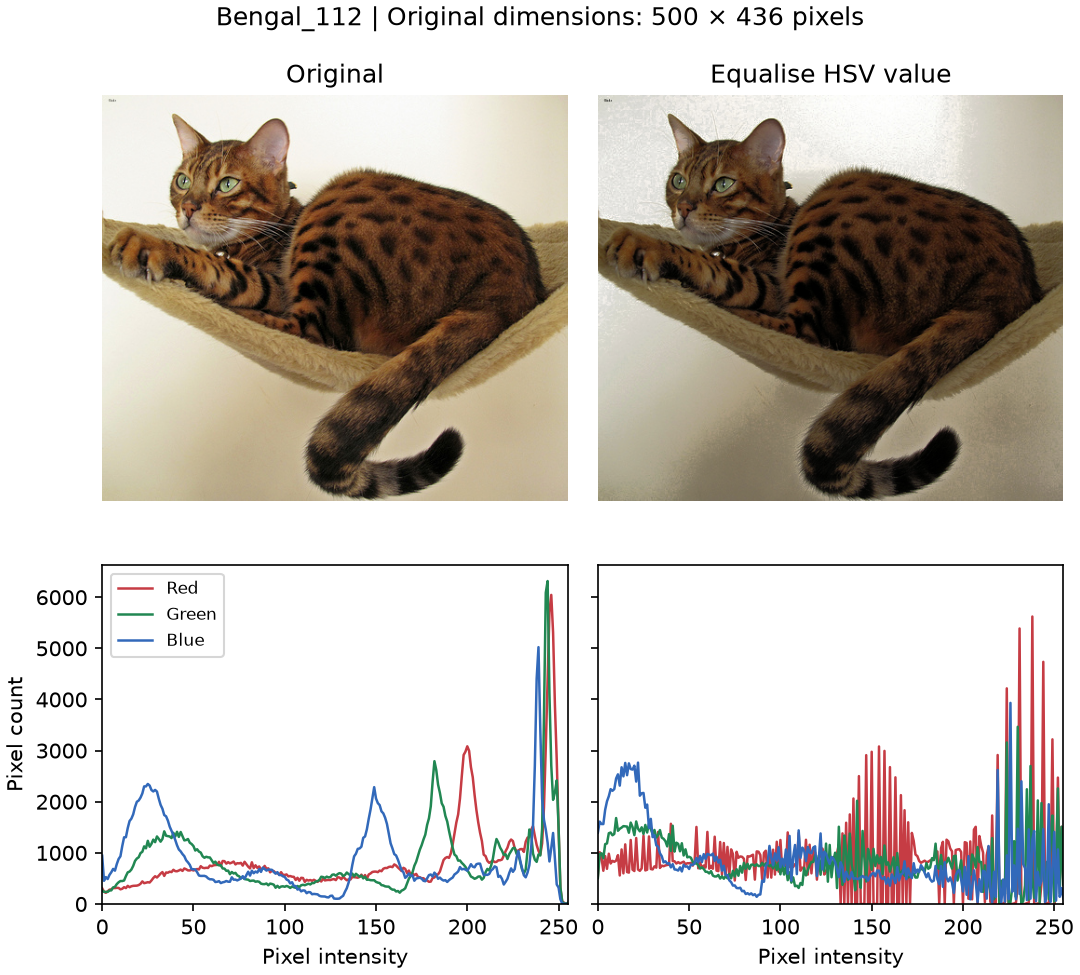 Bengal_112 | Original dimensions: 500 × 436 pixels
Original
Equalise HSV value
Red
Green
Blue
Pixel count
6000
5000
4000
3000
2000
1000
0
0 50 100 150 200 250
0 50 100 150 200 250
Pixel intensity
Pixel intensity